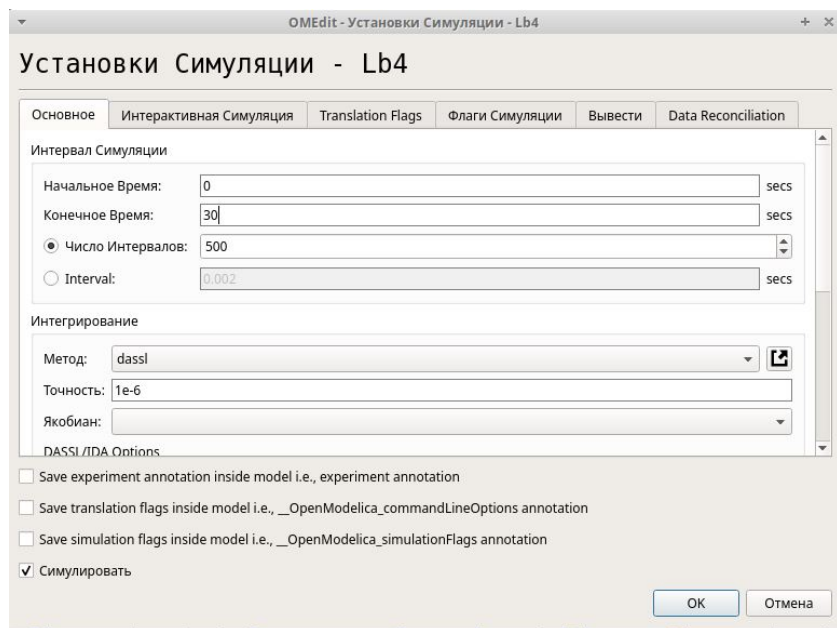 OMEdit - Установки Симуляции - Lb4
Установки Симуляции - Lb4
Основное Интерактивная Симуляция Translation Flags Флаги Симуляции Вывести Data Reconciliation
Интервал Симуляции
Начальное Время: 0 secs
Конечное Время: 30 secs
Число Интервалов: 500
Interval: 0.002 secs
Интегрирование
Метод: dassl
Точность: 1e-6
Якобиан:
DASSL/IDA Options
Save experiment annotation inside model i.e., experiment annotation
Save translation flags inside model i.e., __OpenModelica_commandLineOptions annotation
Save simulation flags inside model i.e., __OpenModelica_simulationFlags annotation
Симулировать
OK Отмена